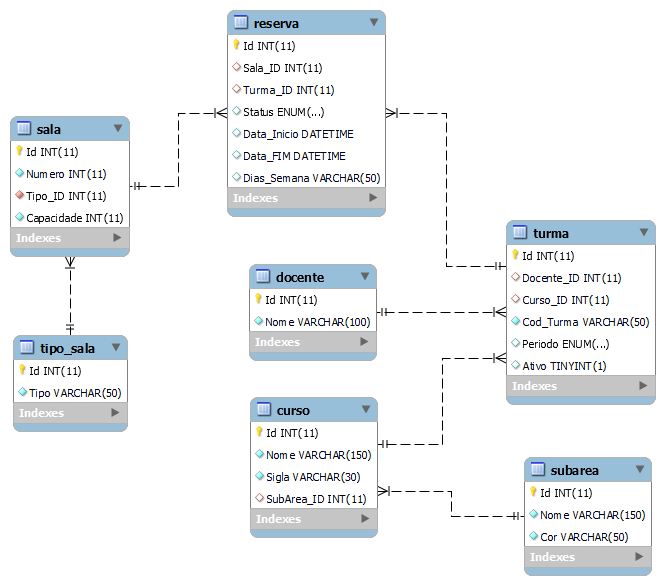 reserva
Id INT(11)
Sala_ID INT(11)
Turma_ID INT(11)
Status ENUM(...)
Data_Inicio DATETIME
Data_FIM DATETIME
Dias_Semana VARCHAR(50)
Indexes
sala
Id INT(11)
Numero INT(11)
Tipo_ID INT(11)
Capacidade INT(11)
Indexes
turma
Id INT(11)
Docente_ID INT(11)
Curso_ID INT(11)
Cod_Turma VARCHAR(50)
Periodo ENUM(...)
Ativo TINYINT(1)
Indexes
docente
Id INT(11)
Nome VARCHAR(100)
Indexes
tipo_sala
Id INT(11)
Tipo VARCHAR(50)
Indexes
curso
Id INT(11)
Nome VARCHAR(150)
Sigla VARCHAR(30)
SubArea_ID INT(11)
Indexes
subarea
Id INT(11)
Nome VARCHAR(150)
Cor VARCHAR(50)
Indexes